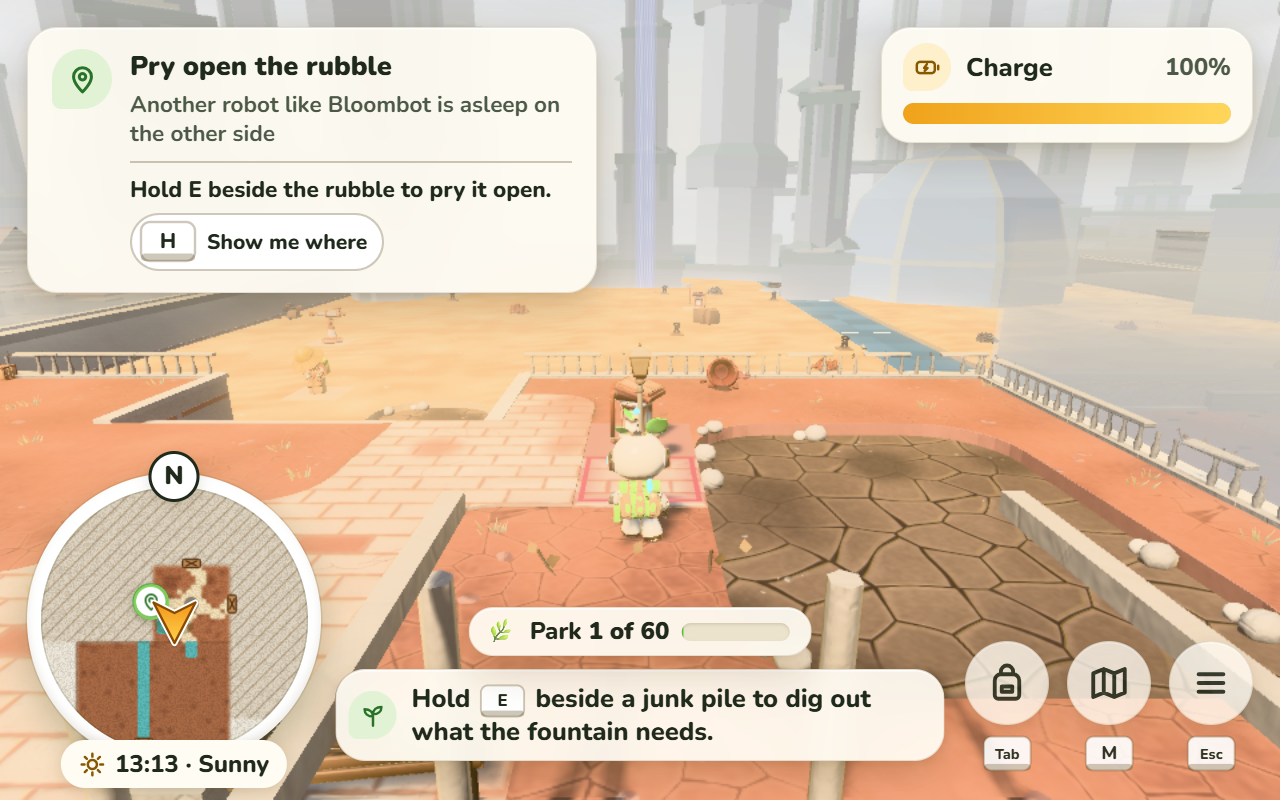 Pry open the rubble
Another robot like Bloombot is asleep on
the other side
Hold E beside the rubble to pry it open.
H Show me where
Charge 100%
N
Park 1 of 60
Hold E beside a junk pile to dig out
what the fountain needs.
13:13 · Sunny
Tab
M
Esc